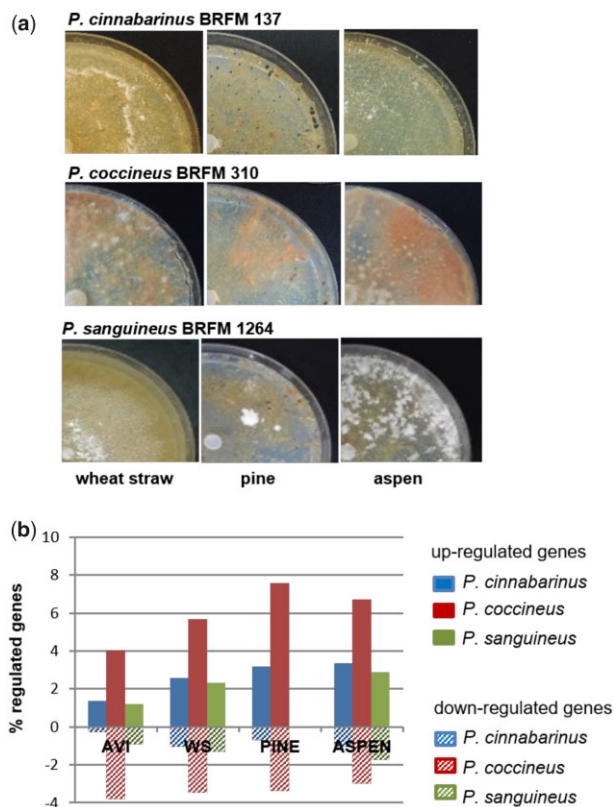 (a)
P. cinnabarinus BRFM 137
P. coccineus BRFM 310
P. sanguineus BRFM 1264
wheat straw pine aspen
(b)
% regulated genes
10
8
6
4
2
0
-2
-4
AVI WS PINE ASPEN
up-regulated genes
P. cinnabarinus
P. coccineus
P. sanguineus
down-regulated genes
P. cinnabarinus
P. coccineus
P. sanguineus